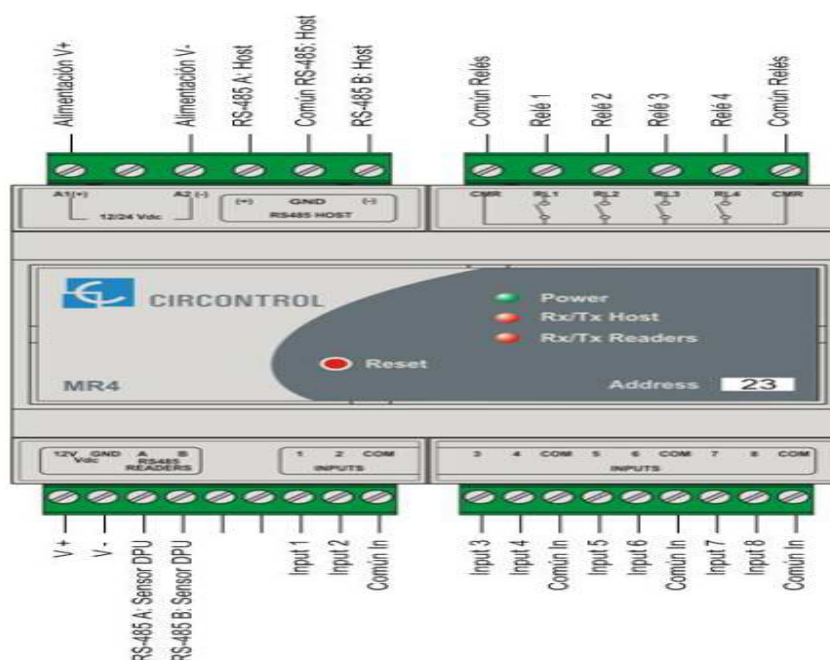 Alimentación V+
Alimentación V-
RS-485 A: Host
Común RS-485: Host
RS-485 B: Host
Común Relés
Relé 1
Relé 2
Relé 3
Relé 4
Común Relés
A1(+) A2 (-) (+) GND (-)
12/24 Vdc RS485 HOST
CMR RL1 RL2 RL3 RL4 CMR
CIRCONTROL
Power
Rx/Tx Host
Rx/Tx Readers
Reset
MR4
Address 23
12V GND A B
Vdc RS485
READERS
1 2 COM
INPUTS
3 4 COM 5 6 COM 7 8 COM
INPUTS
V +
V -
RS-485 A: Sensor DPU
RS-485 B: Sensor DPU
Input 1
Input 2
Común In
Input 3
Input 4
Común In
Input 5
Input 6
Común In
Input 7
Input 8
Común In